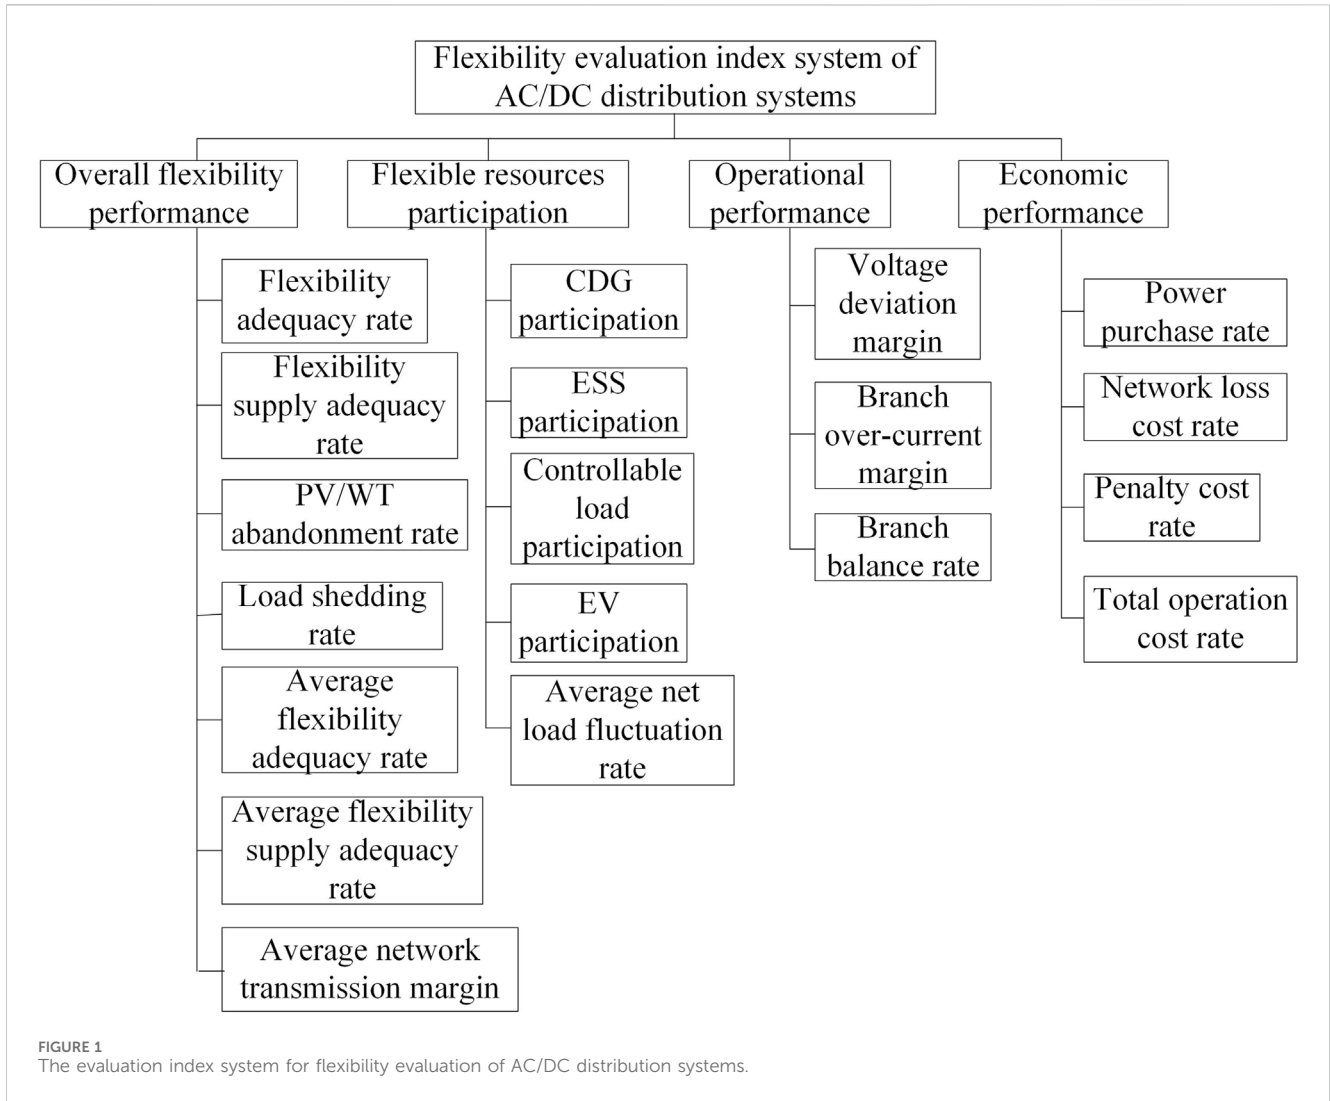 Flexibility evaluation index system of
AC/DC distribution systems
Overall flexibility
performance
Flexibility
adequacy rate
Flexibility
supply adequacy
rate
PV/WT
abandonment rate
Load shedding
rate
Average
flexibility
adequacy rate
Average flexibility
supply adequacy
rate
Average network
transmission margin
Flexible resources
participation
CDG
participation
ESS
participation
Controllable
load
participation
EV
participation
Average net
load fluctuation
rate
Operational
performance
Voltage
deviation
margin
Branch
over-current
margin
Branch
balance rate
Economic
performance
Power
purchase rate
Network loss
cost rate
Penalty cost
rate
Total operation
cost rate
FIGURE 1
The evaluation index system for flexibility evaluation of AC/DC distribution systems.